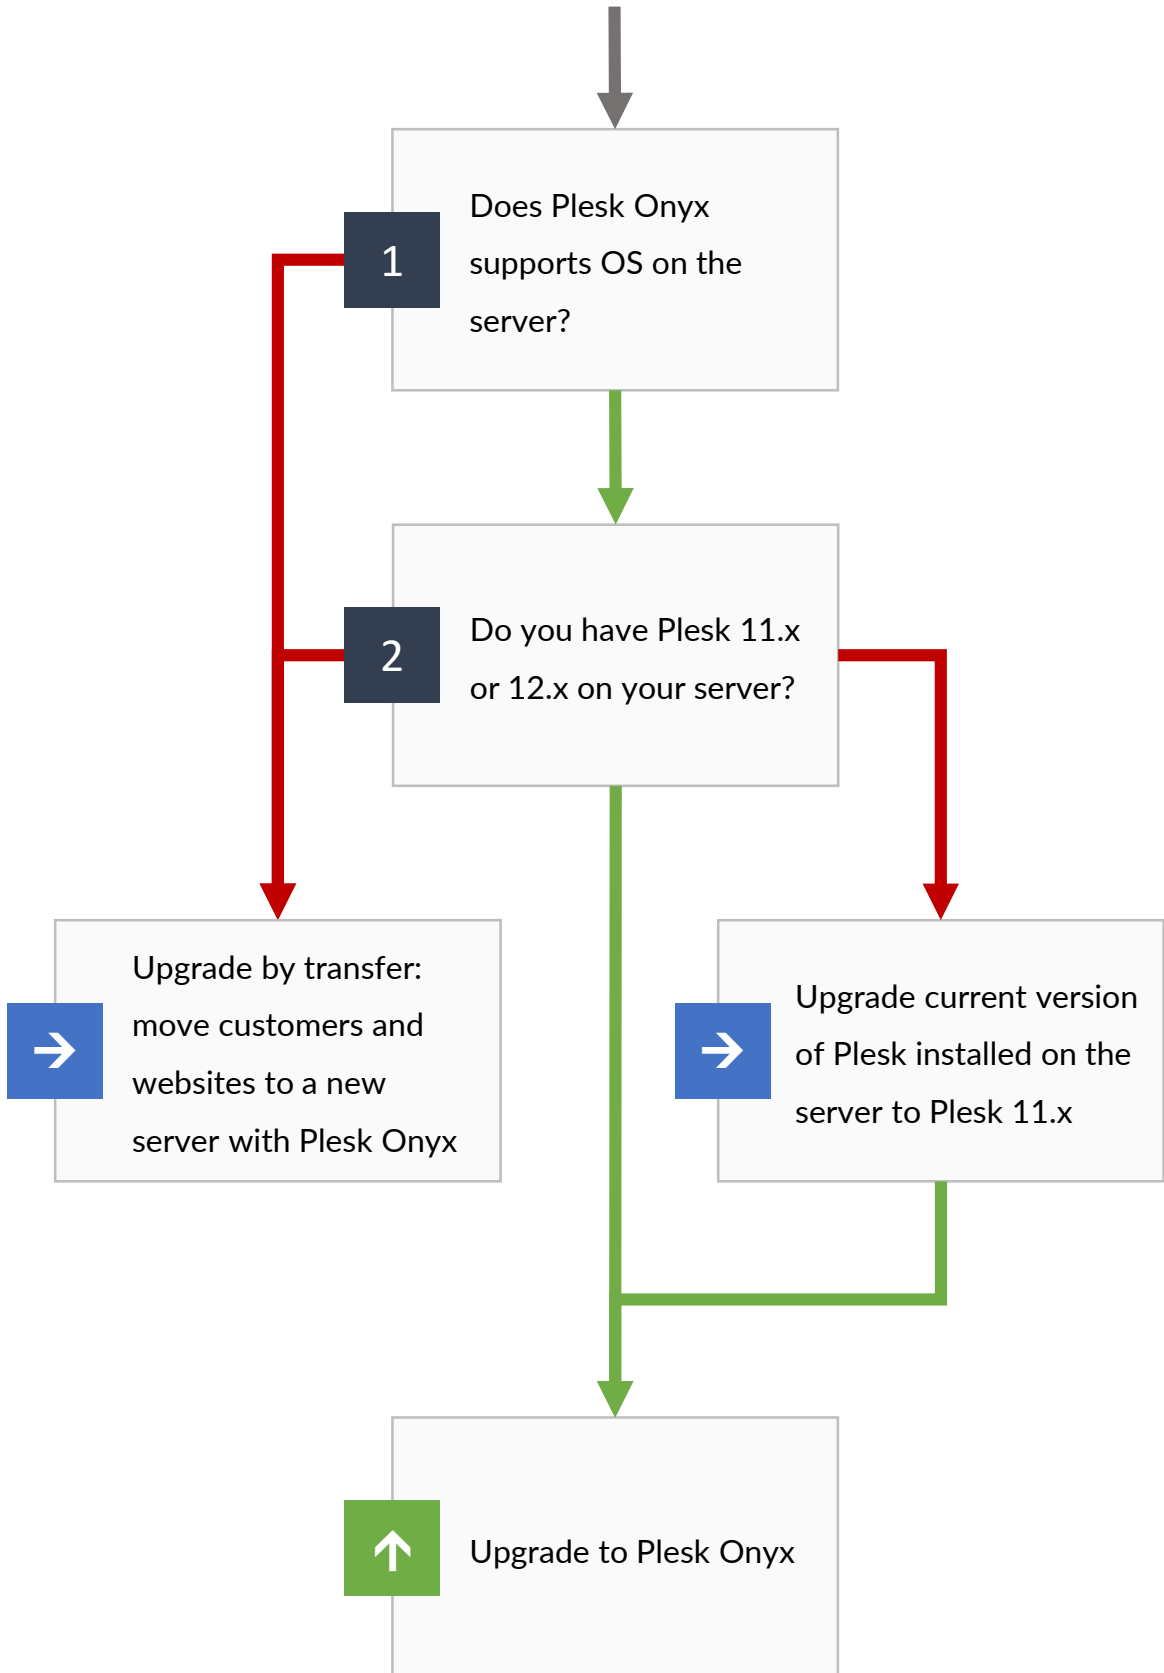 1
Does Plesk Onyx
supports OS on the
server?
2
Do you have Plesk 11.x
or 12.x on your server?
Upgrade by transfer:
move customers and
websites to a new
server with Plesk Onyx
Upgrade current version
of Plesk installed on the
server to Plesk 11.x
Upgrade to Plesk Onyx